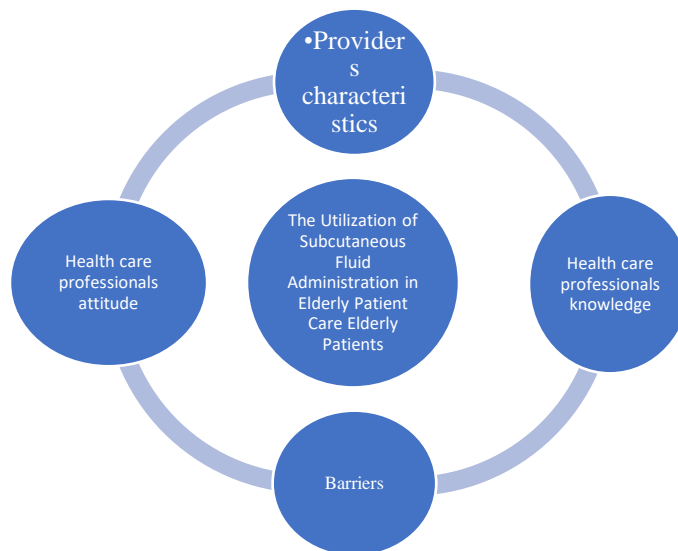 •Provider
s
characteri
stics
Health care
professionals
attitude
The Utilization of
Subcutaneous
Fluid
Administration in
Elderly Patient
Care Elderly
Patients
Health care
professionals
knowledge
Barriers